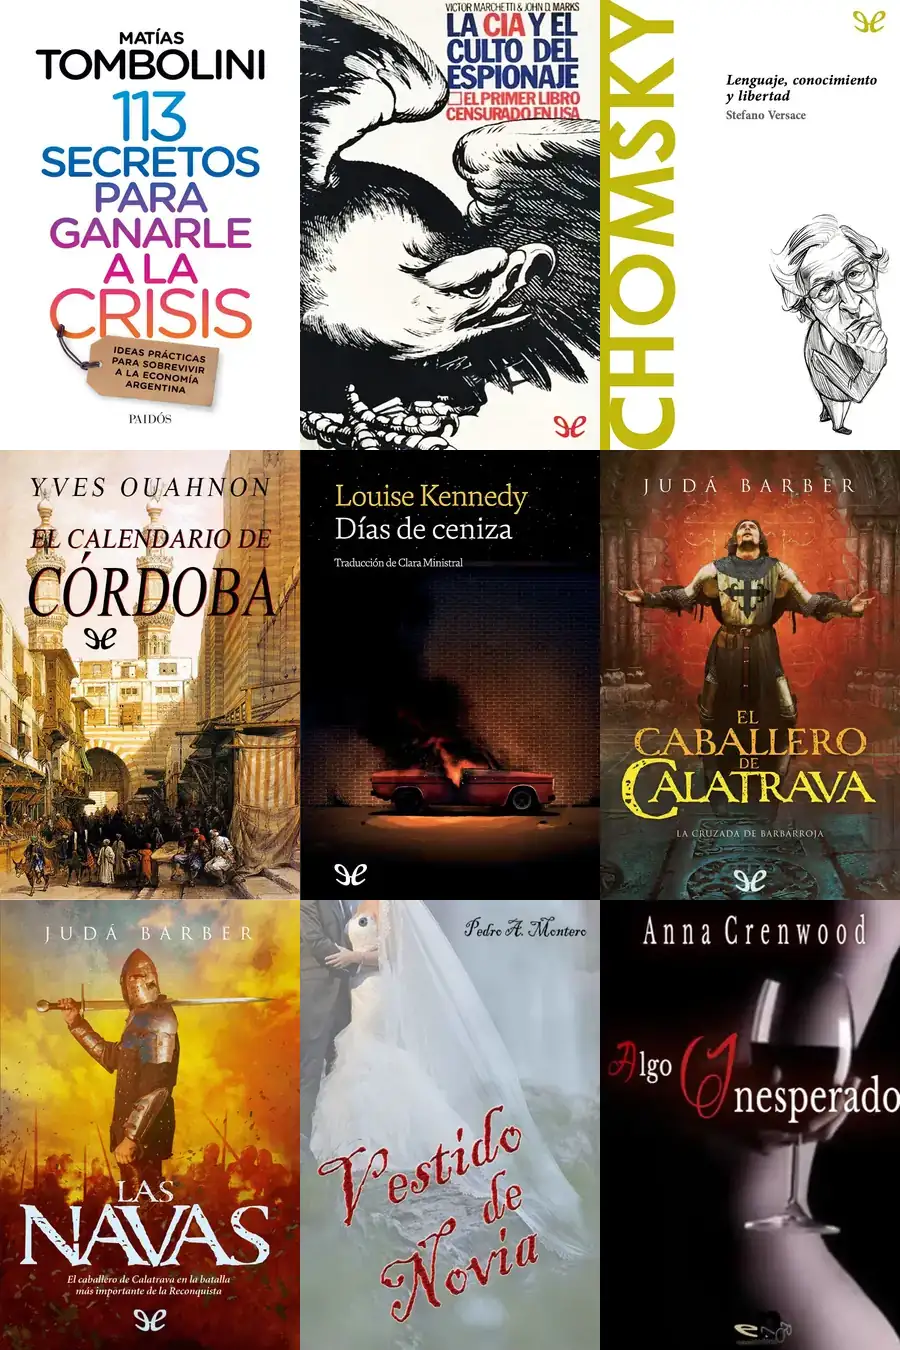 MATÍAS
TOMBOLINI
113
SECRETOS
PARA
GANARLE
A LA
CRISIS
IDEAS PRÁCTICAS
PARA SOBREVIVIR
A LA ECONOMÍA
ARGENTINA
PAIDÓS
VICTOR MARCHETTI & JOHN D. MARKS
LA CIA Y EL
CULTO DEL
ESPIONAJE
EL PRIMER LIBRO
CENSURADO EN USA
CHOMSKY
Lenguaje, conocimiento
y libertad
Stefano Versace
YVES OUAHNON
EL CALENDARIO DE
CÓRDOBA
Louise Kennedy
Días de ceniza
Traducción de Clara Ministral
JUDÁ BARBER
EL
CABALLERO
DE
CALATRAVA
LA CRUZADA DE BARBARROJA
JUDÁ BARBER
LAS
NAVAS
El caballero de Calatrava en la batalla
más importante de la Reconquista
Pedro A. Montero
Vestido
de
Novia
Anna Crenwood
Algo Inesperado